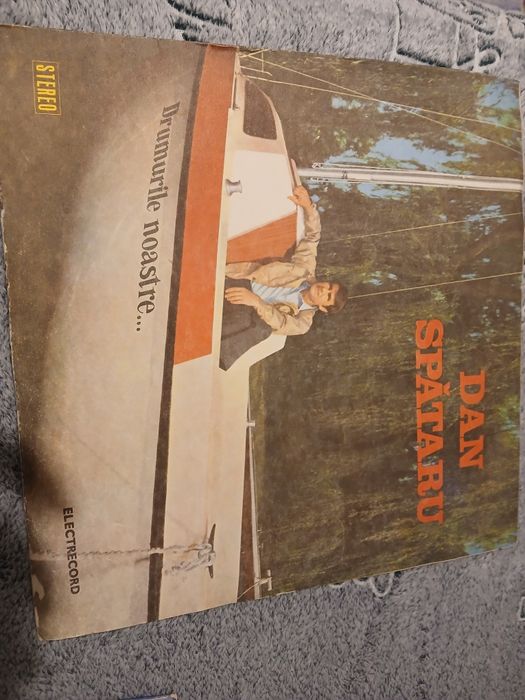 STEREO
DAN
SPĂTARU
Drumurile noastre...
ELECTRECORD